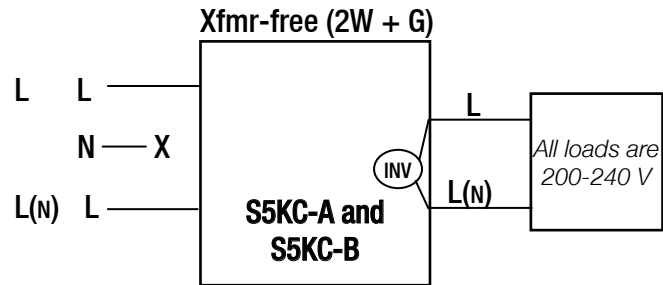 Xfmr-free (2W + G)
L L
N X
L(N) L
INV
S5KC-A and
S5KC-B
L
L(N)
All loads are
200-240 V